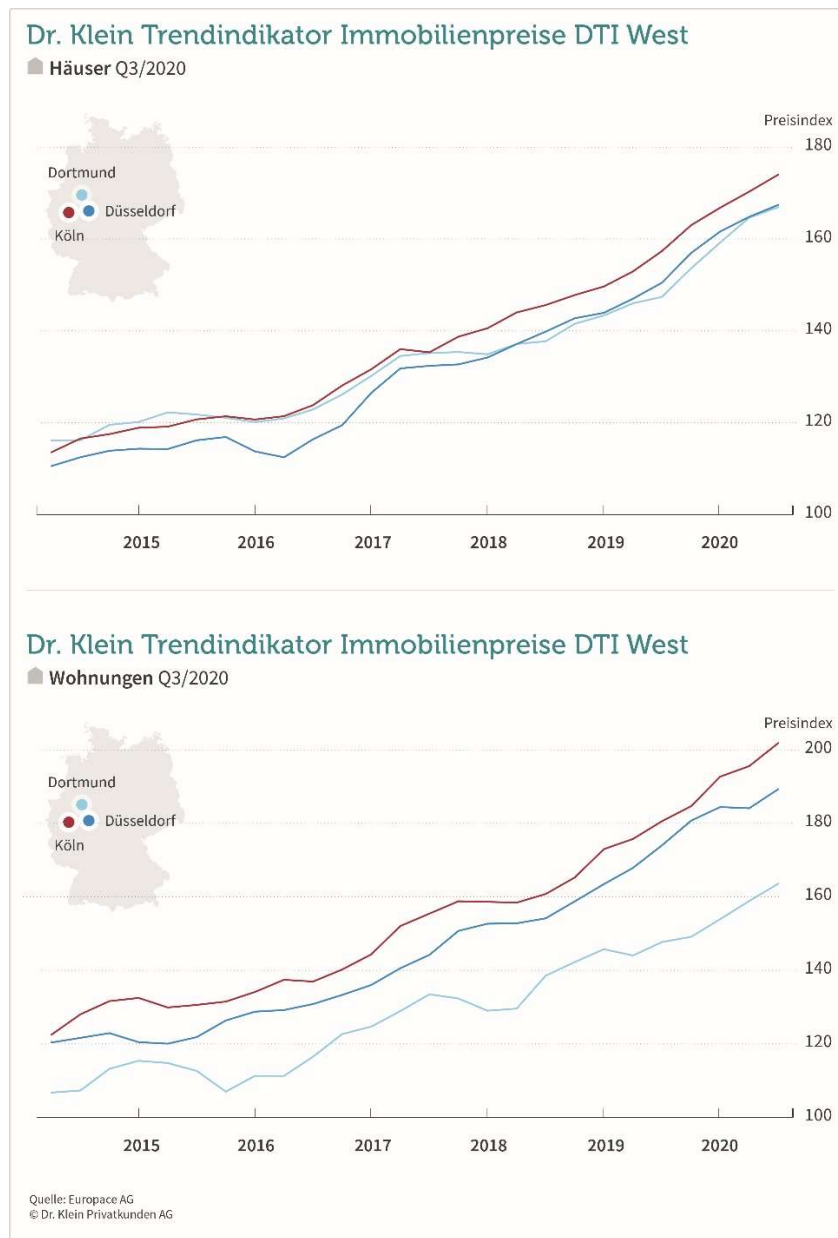 Dr. Klein Trendindikator Immobilienpreise DTI West
Häuser Q3/2020
Preisindex
180
Dortmund
Düsseldorf
Köln
160
140
120
100
2015 2016 2017 2018 2019 2020
Dr. Klein Trendindikator Immobilienpreise DTI West
Wohnungen Q3/2020
Preisindex
200
Dortmund
Düsseldorf
Köln
180
160
140
120
100
2015 2016 2017 2018 2019 2020
Quelle: Europace AG
© Dr. Klein Privatkunden AG